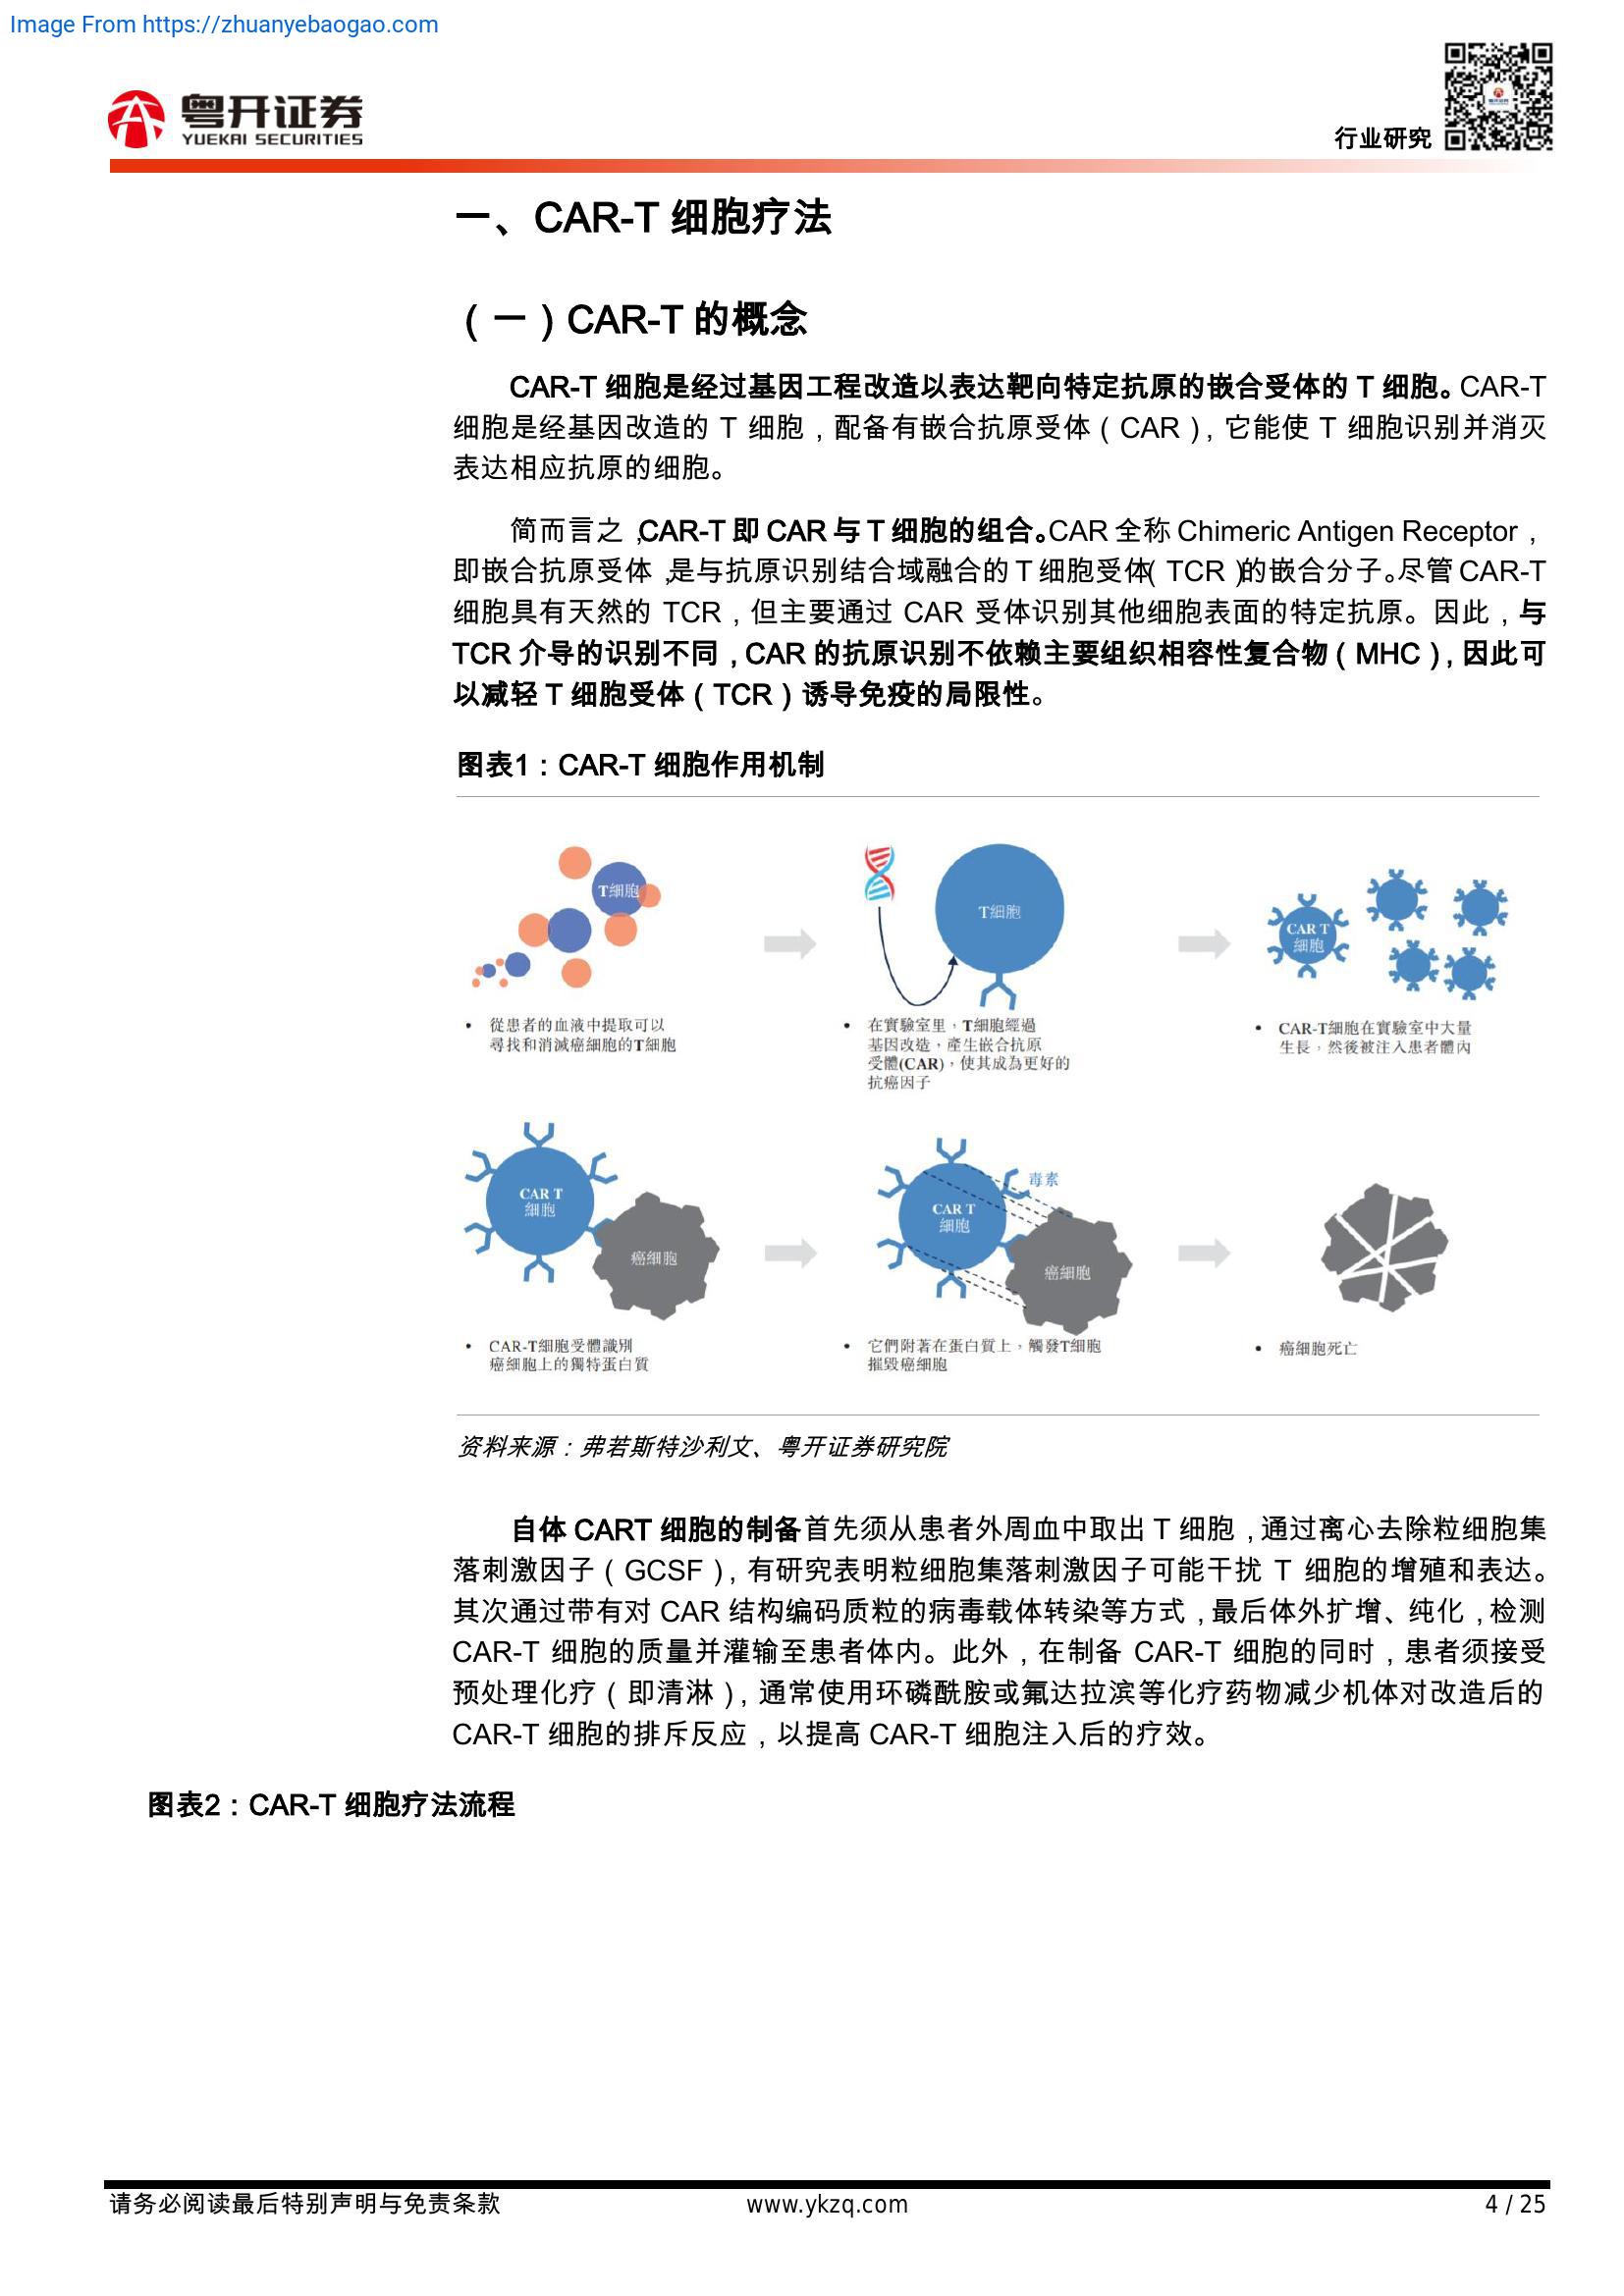 Image From https://zhuanyebaogao.com
粤开证券
YUEKAI SECURITIES
行业研究
一、CAR-T 细胞疗法
（一）CAR-T 的概念
CAR-T 细胞是经过基因工程改造以表达靶向特定抗原的嵌合受体的 T 细胞。CAR-T
细胞是经基因改造的 T 细胞，配备有嵌合抗原受体（CAR），它能使 T 细胞识别并消灭
表达相应抗原的细胞。
简而言之，CAR-T 即 CAR 与 T 细胞的组合。CAR 全称 Chimeric Antigen Receptor，
即嵌合抗原受体，是与抗原识别结合域融合的 T 细胞受体（TCR）的嵌合分子。尽管 CAR-T
细胞具有天然的 TCR，但主要通过 CAR 受体识别其他细胞表面的特定抗原。因此，与
TCR 介导的识别不同，CAR 的抗原识别不依赖主要组织相容性复合物（MHC），因此可
以减轻 T 细胞受体（TCR）诱导免疫的局限性。
图表1：CAR-T 细胞作用机制
T細胞
T細胞
CAR T
細胞
• 從患者的血液中提取可以
尋找和消滅癌細胞的T細胞
• 在實驗室里，T細胞經過
基因改造，產生嵌合抗原
受體(CAR)，使其成為更好的
抗癌因子
• CAR-T細胞在實驗室中大量
生長，然後被注入患者體內
CAR T
細胞
癌細胞
毒素
CAR T
細胞
癌細胞
• CAR-T細胞受體識別
癌細胞上的獨特蛋白質
• 它們附著在蛋白質上，觸發T細胞
摧毀癌細胞
• 癌細胞死亡
资料来源：弗若斯特沙利文、粤开证券研究院
自体 CART 细胞的制备首先须从患者外周血中取出 T 细胞，通过离心去除粒细胞集
落刺激因子（GCSF），有研究表明粒细胞集落刺激因子可能干扰 T 细胞的增殖和表达。
其次通过带有对 CAR 结构编码质粒的病毒载体转染等方式，最后体外扩增、纯化，检测
CAR-T 细胞的质量并灌输至患者体内。此外，在制备 CAR-T 细胞的同时，患者须接受
预处理化疗（即清淋），通常使用环磷酰胺或氟达拉滨等化疗药物减少机体对改造后的
CAR-T 细胞的排斥反应，以提高 CAR-T 细胞注入后的疗效。
图表2：CAR-T 细胞疗法流程
请务必阅读最后特别声明与免责条款
www.ykzq.com
4 / 25